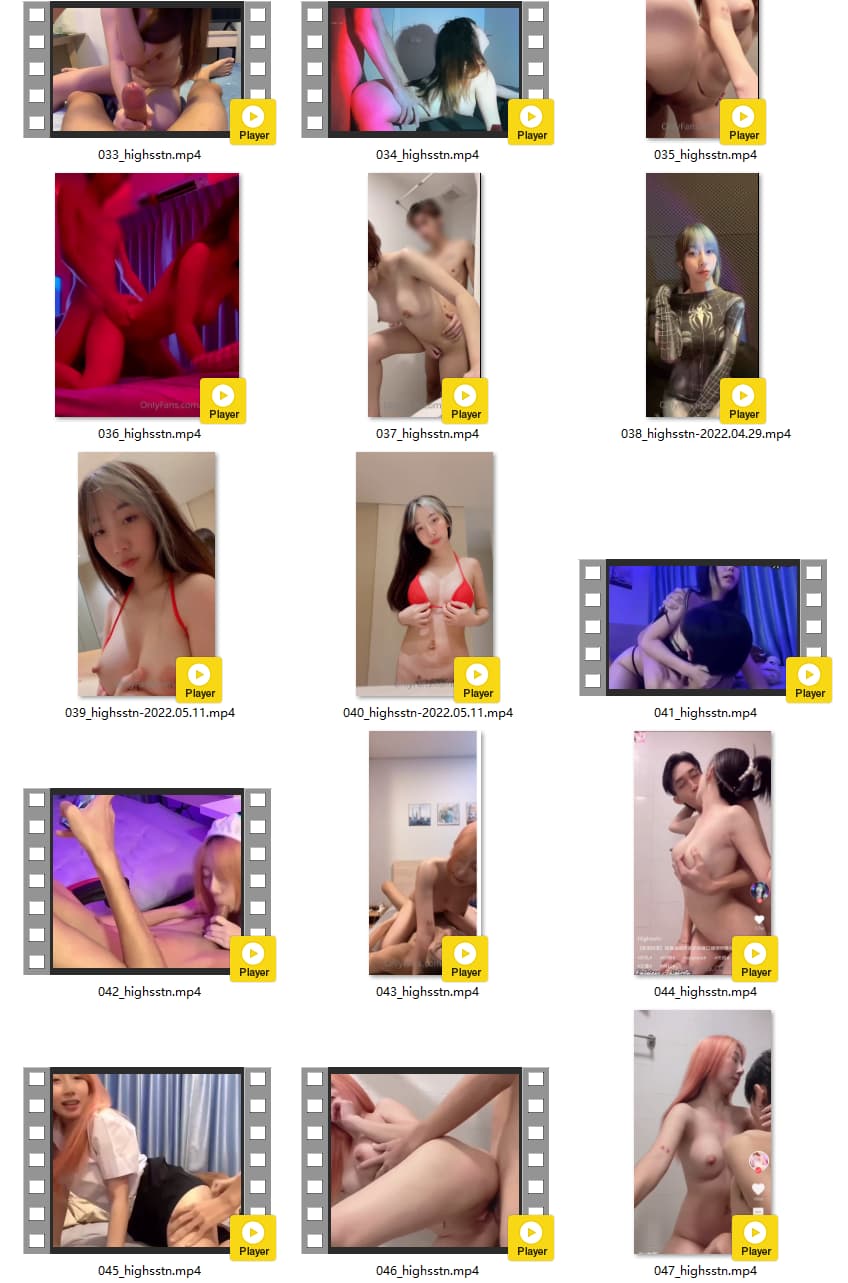 Player
Player
Player
033_highsstn.mp4
034_highsstn.mp4
035_highsstn.mp4
OnlyFans.com
Player
Player
Player
036_highsstn.mp4
037_highsstn.mp4
038_highsstn-2022.04.29.mp4
Player
Player
Player
039_highsstn-2022.05.11.mp4
040_highsstn-2022.05.11.mp4
041_highsstn.mp4
Player
Player
Player
042_highsstn.mp4
043_highsstn.mp4
044_highsstn.mp4
Player
Player
Player
045_highsstn.mp4
046_highsstn.mp4
047_highsstn.mp4